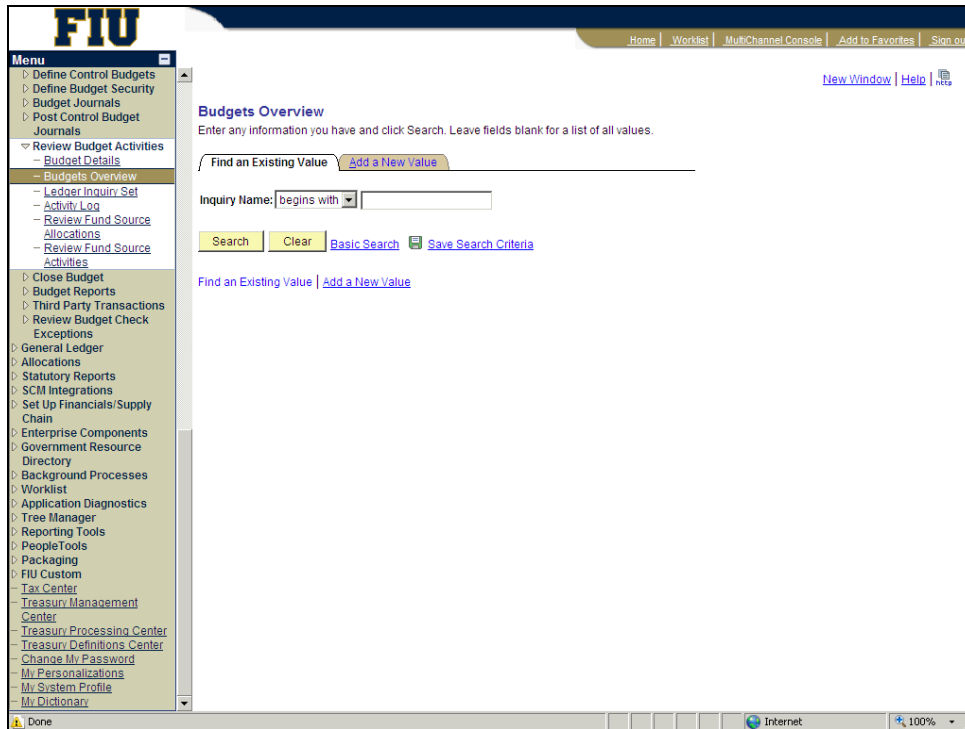 FIU
Home | Worklist | MultiChannel Console | Add to Favorites | Sign ou
Menu
Define Control Budgets
Define Budget Security
Budget Journals
Post Control Budget
Journals
Review Budget Activities
Budget Details
Budgets Overview
Ledger Inquiry Set
Activity Log
Review Fund Source
Allocations
Review Fund Source
Activities
Close Budget
Budget Reports
Third Party Transactions
Review Budget Check
Exceptions
General Ledger
Allocations
Statutory Reports
SCM Integrations
Set Up Financials/Supply
Chain
Enterprise Components
Government Resource
Directory
Background Processes
Worklist
Application Diagnostics
Tree Manager
Reporting Tools
PeopleTools
Packaging
FIU Custom
Tax Center
Treasury Management
Center
Treasury Processing Center
Treasury Definitions Center
Change My Password
My Personalizations
My System Profile
My Dictionary
New Window | Help | http
Budgets Overview
Enter any information you have and click Search. Leave fields blank for a list of all values.
Find an Existing Value Add a New Value
Inquiry Name: begins with
Search Clear Basic Search Save Search Criteria
Find an Existing Value | Add a New Value
Done Internet 100%